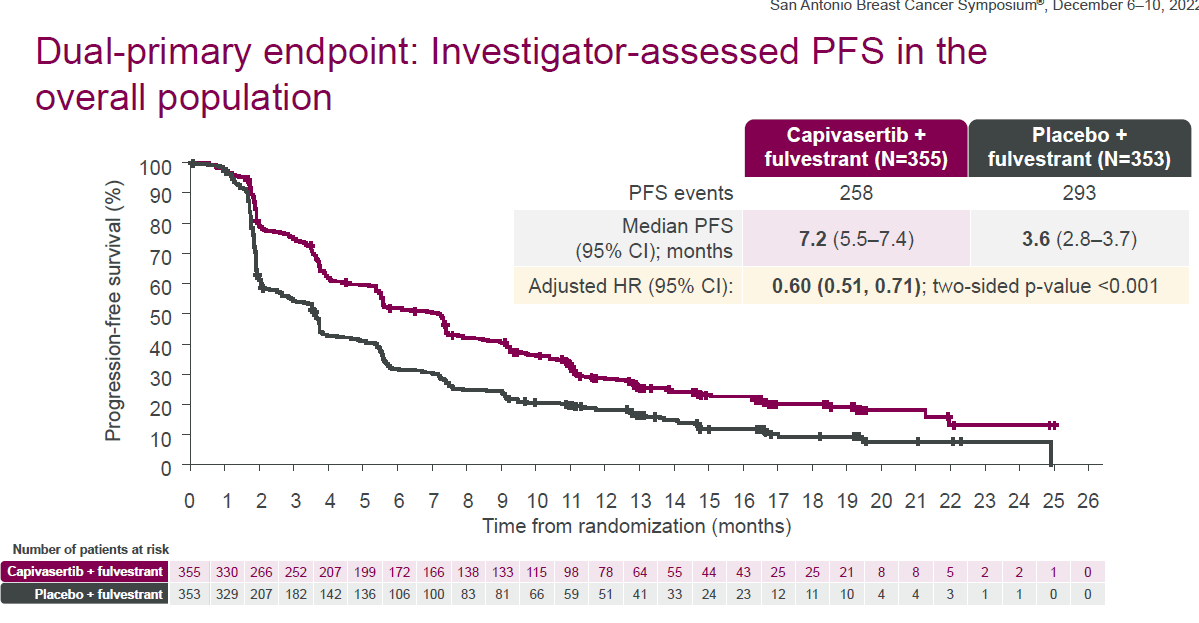 San Antonio Breast Cancer Symposium®, December 6–10, 2022
Dual-primary endpoint: Investigator-assessed PFS in the
overall population
Capivasertib +
fulvestrant (N=355)
Placebo +
fulvestrant (N=353)
PFS events 258 293
Median PFS
(95% CI); months
7.2 (5.5–7.4) 3.6 (2.8–3.7)
Adjusted HR (95% CI): 0.60 (0.51, 0.71); two-sided p-value <0.001
Progression-free survival (%)
100
90
80
70
60
50
40
30
20
10
0
0 1 2 3 4 5 6 7 8 9 10 11 12 13 14 15 16 17 18 19 20 21 22 23 24 25 26
Time from randomization (months)
Number of patients at risk
Capivasertib + fulvestrant 355 330 266 252 207 199 172 166 138 133 115 98 78 64 55 44 43 25 25 21 8 8 5 2 2 1 0
Placebo + fulvestrant 353 329 207 182 142 136 106 100 83 81 66 59 51 41 33 24 23 12 11 10 4 4 3 1 1 0 0